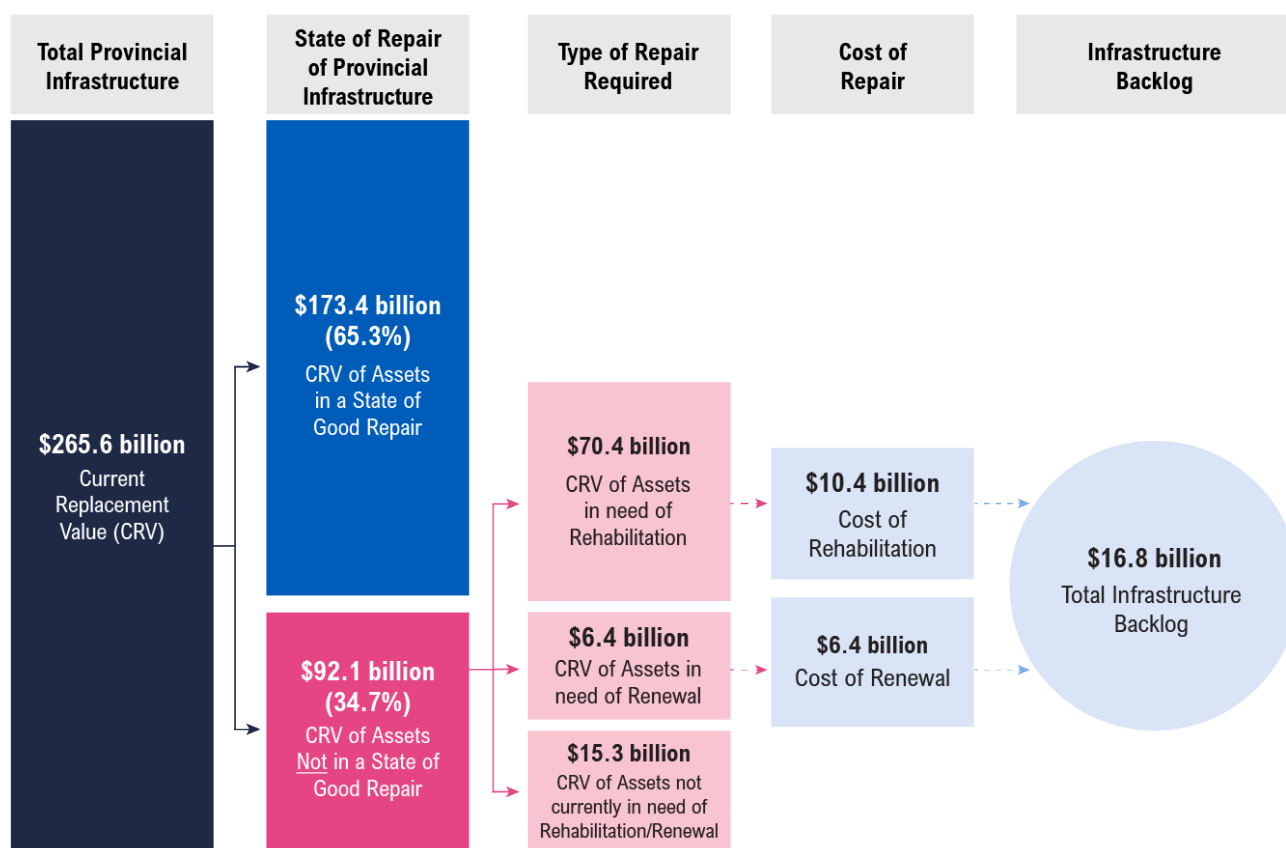 Total Provincial
Infrastructure
State of Repair
of Provincial
Infrastructure
Type of Repair
Required
Cost of
Repair
Infrastructure
Backlog
$265.6 billion
Current
Replacement
Value (CRV)
$173.4 billion
(65.3%)
CRV of Assets
in a State of
Good Repair
$92.1 billion
(34.7%)
CRV of Assets
Not in a State of
Good Repair
$70.4 billion
CRV of Assets
in need of
Rehabilitation
$6.4 billion
CRV of Assets in
need of Renewal
$15.3 billion
CRV of Assets not
currently in need of
Rehabilitation/Renewal
$10.4 billion
Cost of
Rehabilitation
$6.4 billion
Cost of Renewal
$16.8 billion
Total Infrastructure
Backlog